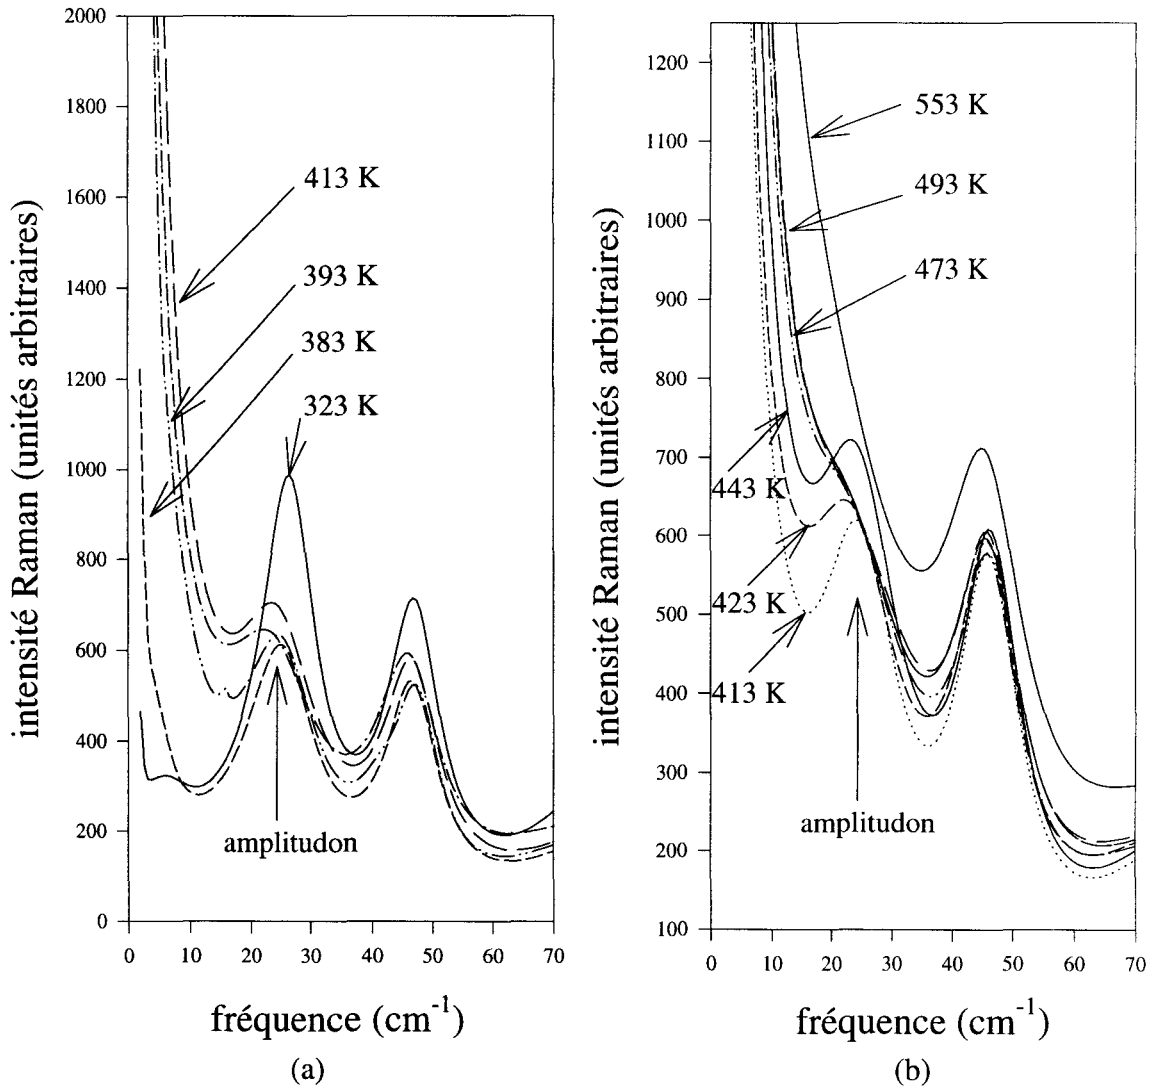 intensité Raman (unités arbitraires)
2000
1800
1600
1400
1200
1000
800
600
400
200
0
413 K
393 K
383 K
323 K
amplitudon
0 10 20 30 40 50 60 70
fréquence (cm⁻¹)
(a)
intensité Raman (unités arbitraires)
1200
1100
1000
900
800
700
600
500
400
300
200
100
553 K
493 K
473 K
443 K
423 K
413 K
amplitudon
0 10 20 30 40 50 60 70
fréquence (cm⁻¹)
(b)